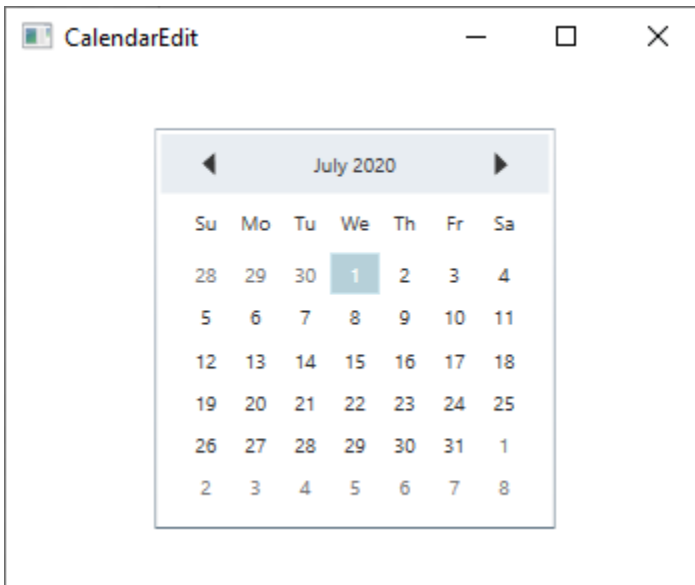 CalendarEdit
July 2020
Su Mo Tu We Th Fr Sa
28 29 30 1 2 3 4
5 6 7 8 9 10 11
12 13 14 15 16 17 18
19 20 21 22 23 24 25
26 27 28 29 30 31 1
2 3 4 5 6 7 8